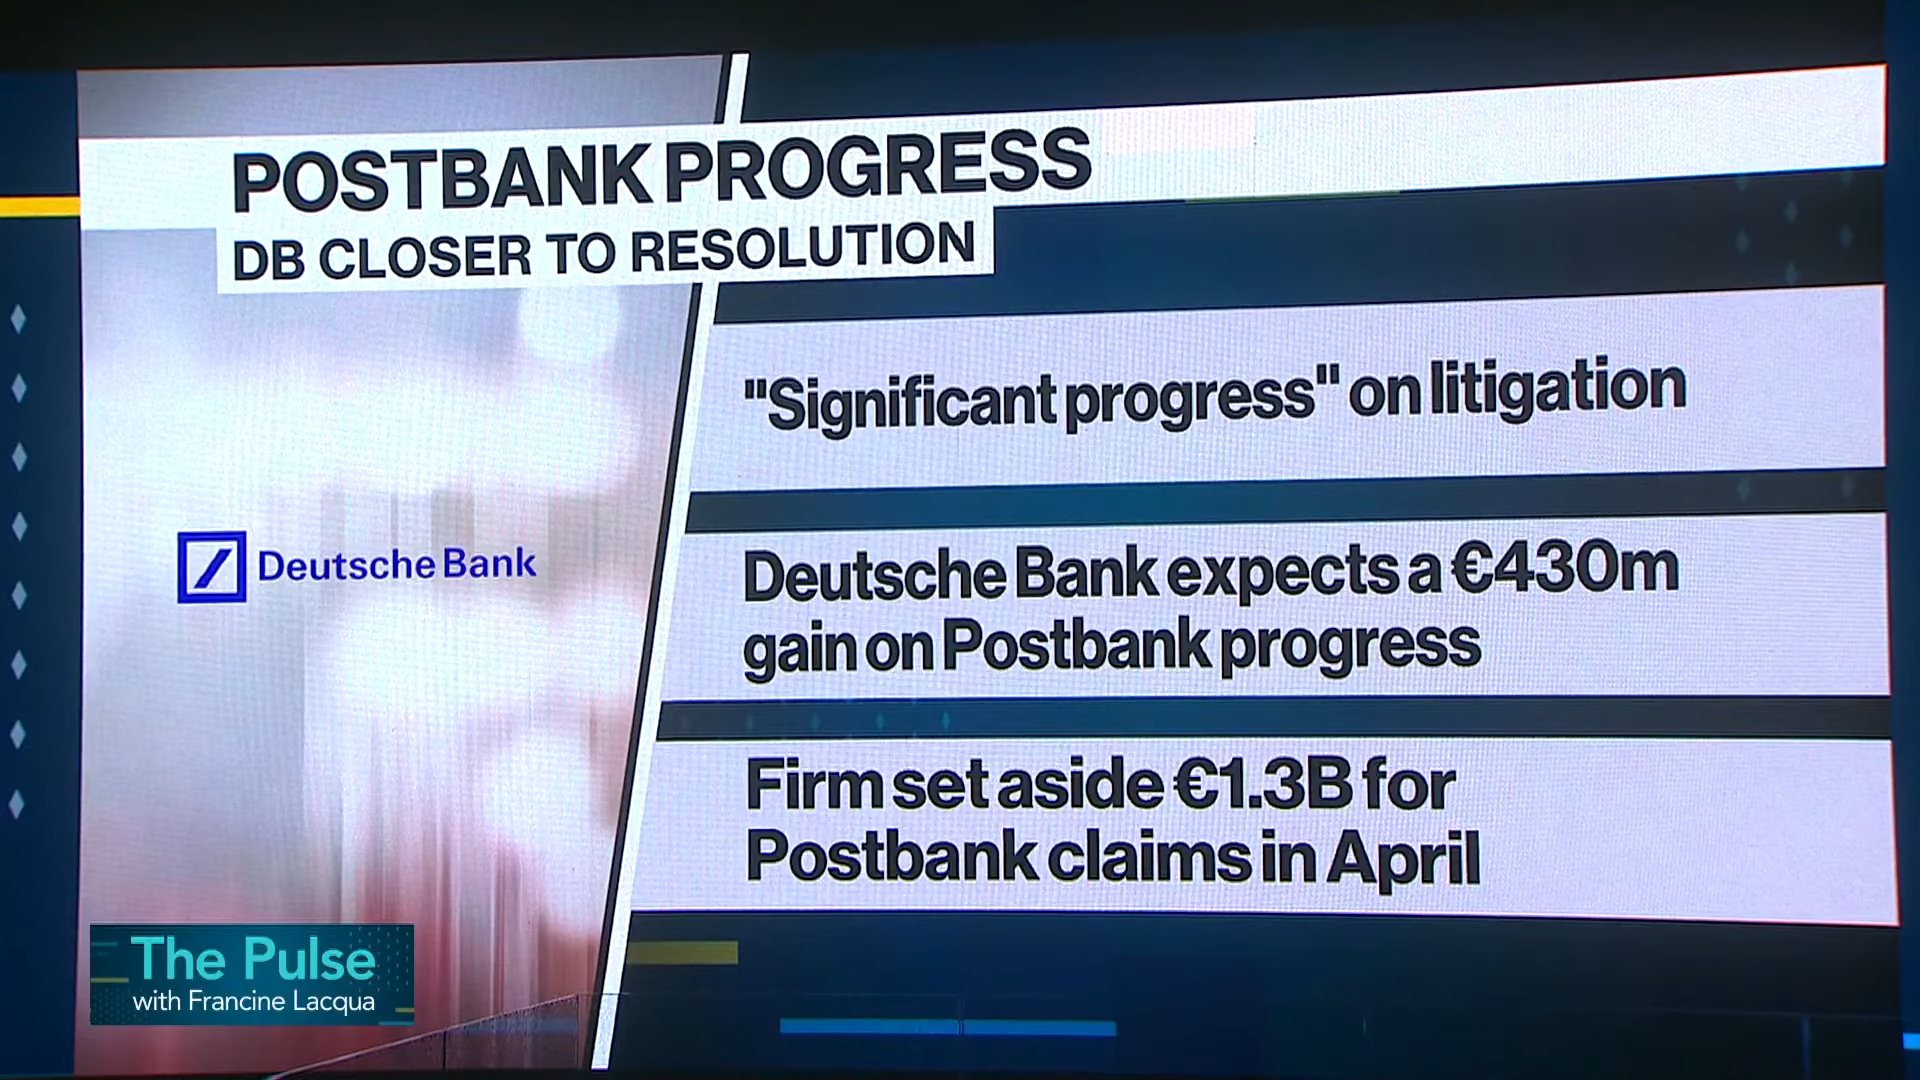 POSTBANK PROGRESS
DB CLOSER TO RESOLUTION
"Significant progress" on litigation
Deutsche Bank
Deutsche Bank expects a €430m
gain on Postbank progress
Firm set aside €1.3B for
Postbank claims in April
The Pulse
with Francine Lacqua